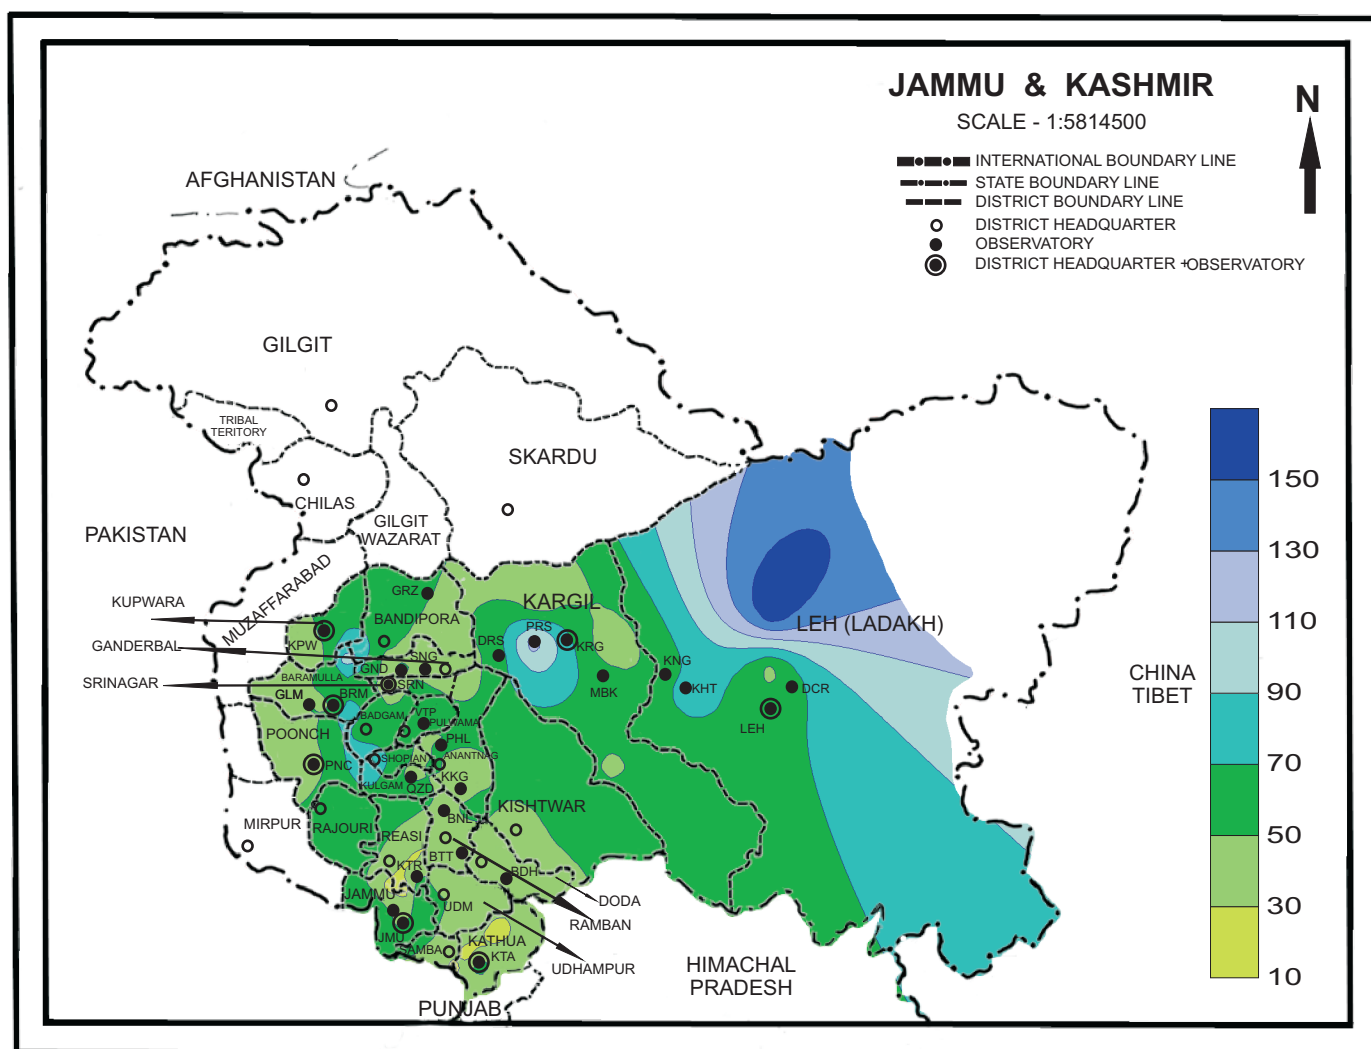 JAMMU & KASHMIR
SCALE - 1:5814500
N
INTERNATIONAL BOUNDARY LINE
STATE BOUNDARY LINE
DISTRICT BOUNDARY LINE
DISTRICT HEADQUARTER
OBSERVATORY
DISTRICT HEADQUARTER +OBSERVATORY
AFGHANISTAN
GILGIT
TRIBAL
TERITORY
SKARDU
CHILAS
GILGIT
WAZARAT
PAKISTAN
MUZAFFARABAD
KUPWARA
GANDERBAL
SRINAGAR
GRZ
BANDIPORA
KARGIL
KPW
DRS
PRS
KRG
LEH (LADAKH)
SNG
GND
SRN
BARAMULLA
GLM
BRM
MBK
KNG
KHT
DCR
LEH
CHINA
TIBET
BADGAM
VTP
PULWAMA
POONCH
PHL
PNC
SHOPIAN
ANANTNAG
KULGAM
QZD
KKG
KISHTWAR
MIRPUR
RAJOURI
REASI
BNL
BTT
KTR
BDH
JAMMU
UDM
DODA
RAMBAN
JMU
SAMBA
KATHUA
KTA
UDHAMPUR
HIMACHAL
PRADESH
PUNJAB
150
130
110
90
70
50
30
10